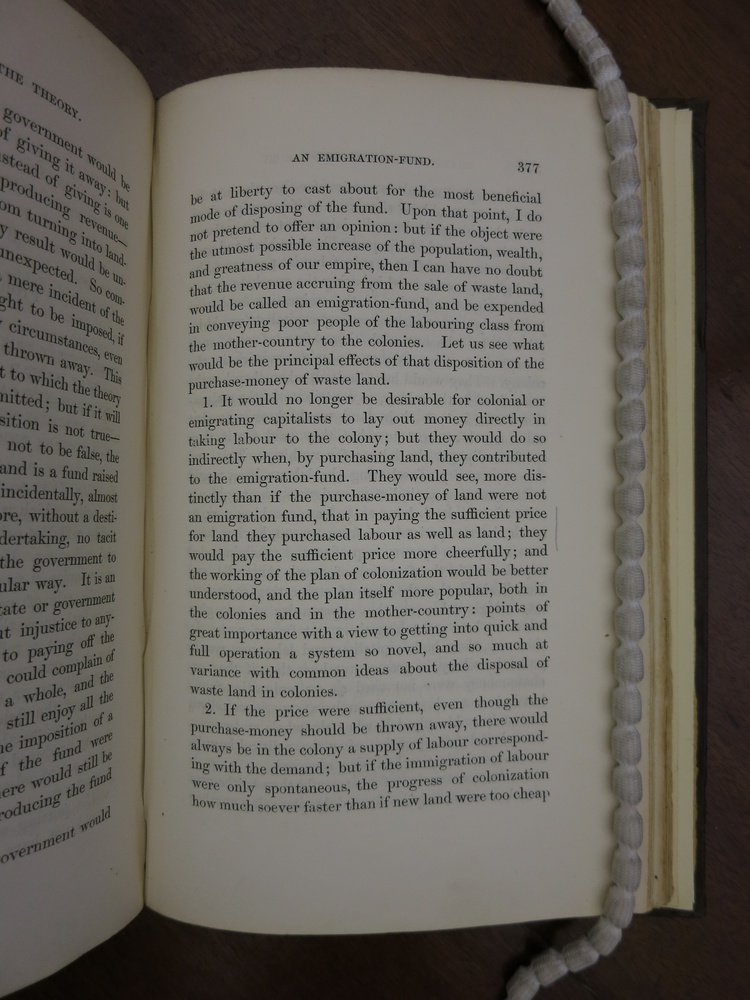 THE THEORY.
government would be
of giving it away: but
stead of giving is one
producing revenue—
om turning into land-
y result would be un-
unexpected. So com-
mere incident of the
ght to be imposed, if
circumstances, even
thrown away. This
t to which the theory
mitted; but if it will
sition is not true—
not to be false, the
and is a fund raised
incidentally, almost
ore, without a desti-
dertaking, no tacit
the government to
ular way. It is an
tate or government
ut injustice to any-
to paying off the
could complain of
a whole, and the
still enjoy all the
he imposition of a
f the fund were
here would still be
roducing the fund
overnment would
AN EMIGRATION-FUND. 377
be at liberty to cast about for the most beneficial
mode of disposing of the fund. Upon that point, I do
not pretend to offer an opinion: but if the object were
the utmost possible increase of the population, wealth,
and greatness of our empire, then I can have no doubt
that the revenue accruing from the sale of waste land,
would be called an emigration-fund, and be expended
in conveying poor people of the labouring class from
the mother-country to the colonies. Let us see what
would be the principal effects of that disposition of the
purchase-money of waste land.
1. It would no longer be desirable for colonial or
emigrating capitalists to lay out money directly in
taking labour to the colony; but they would do so
indirectly when, by purchasing land, they contributed
to the emigration-fund. They would see, more dis-
tinctly than if the purchase-money of land were not
an emigration fund, that in paying the sufficient price
for land they purchased labour as well as land; they
would pay the sufficient price more cheerfully; and
the working of the plan of colonization would be better
understood, and the plan itself more popular, both in
the colonies and in the mother-country: points of
great importance with a view to getting into quick and
full operation a system so novel, and so much at
variance with common ideas about the disposal of
waste land in colonies.
2. If the price were sufficient, even though the
purchase-money should be thrown away, there would
always be in the colony a supply of labour correspond-
ing with the demand; but if the immigration of labour
were only spontaneous, the progress of colonization
how much soever faster than if new land were too cheap